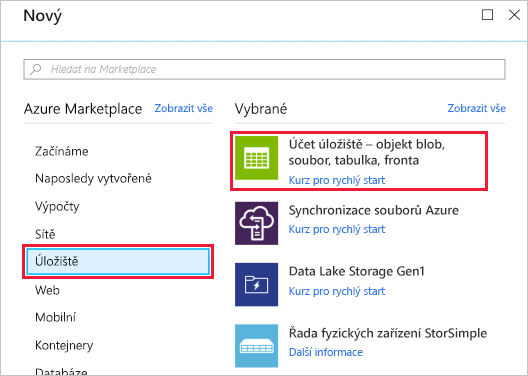 Nový
Hledat na Marketplace
Azure Marketplace
Zobrazit vše
Začínáme
Naposledy vytvořené
Výpočty
Sítě
Úložiště
Web
Mobilní
Kontejnery
Databáze
Vybrané
Zobrazit vše
Účet úložiště – objekt blob,
soubor, tabulka, fronta
Kurz pro rychlý start
Synchronizace souborů Azure
Kurz pro rychlý start
Data Lake Storage Gen1
Kurz pro rychlý start
Řada fyzických zařízení StorSimple
Další informace